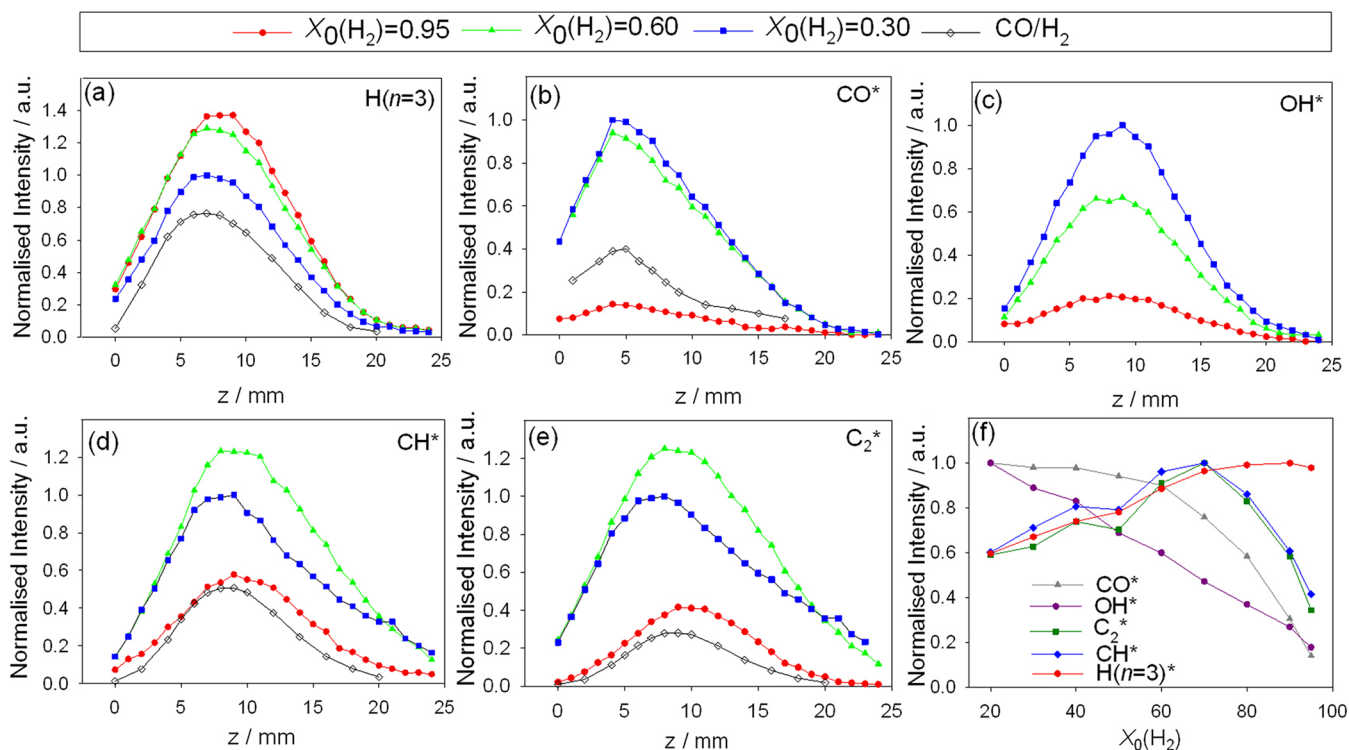 X₀(H₂)=0.95 X₀(H₂)=0.60 X₀(H₂)=0.30 CO/H₂
(a) H(n=3)
Normalised Intensity / a.u.
1.4
1.2
1.0
0.8
0.6
0.4
0.2
0.0
0 5 10 15 20 25
z / mm
(b) CO*
Normalised Intensity / a.u.
1.0
0.8
0.6
0.4
0.2
0.0
0 5 10 15 20 25
z / mm
(c) OH*
Normalised Intensity / a.u.
1.0
0.8
0.6
0.4
0.2
0.0
0 5 10 15 20 25
z / mm
(d) CH*
Normalised Intensity / a.u.
1.2
1.0
0.8
0.6
0.4
0.2
0.0
0 5 10 15 20 25
z / mm
(e) C₂*
Normalised Intensity / a.u.
1.2
1.0
0.8
0.6
0.4
0.2
0.0
0 5 10 15 20 25
z / mm
(f)
Normalised Intensity / a.u.
1.0
0.8
0.6
0.4
0.2
0.0
CO*
OH*
C₂*
CH*
H(n=3)*
20 40 60 80 100
X₀(H₂)